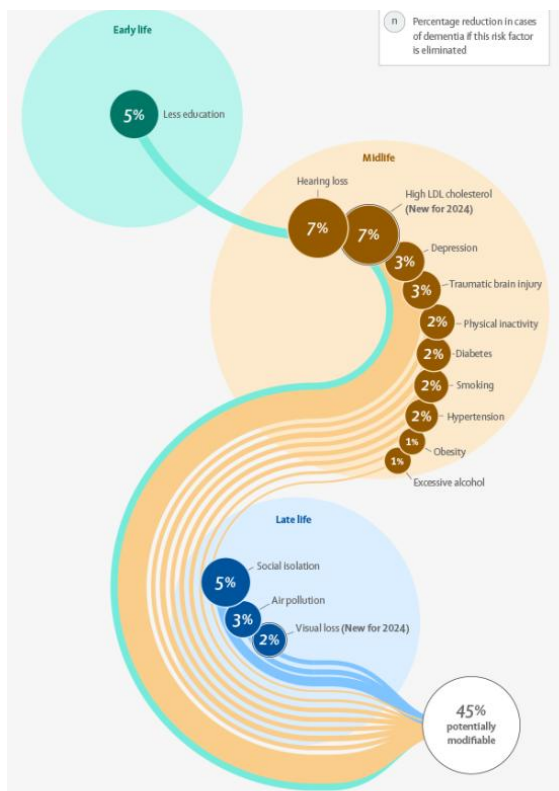 n
Percentage reduction in cases
of dementia if this risk factor
is eliminated
Early life
5%
Less education
Midlife
Hearing loss
7%
High LDL cholesterol
(New for 2024)
7%
Depression
3%
Traumatic brain injury
3%
Physical inactivity
2%
Diabetes
2%
Smoking
2%
Hypertension
2%
Obesity
1%
Excessive alcohol
1%
Late life
Social isolation
5%
Air pollution
3%
Visual loss (New for 2024)
2%
45%
potentially
modifiable